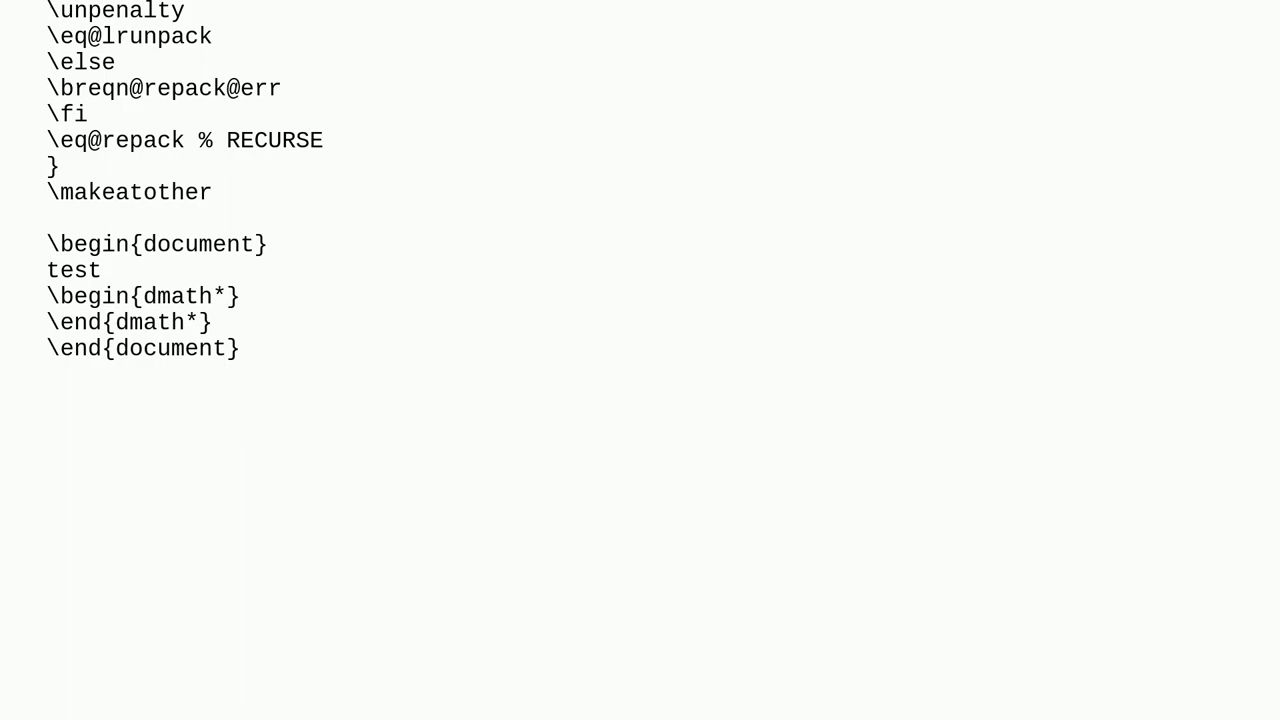 \unpenalty
\eq@lrunpack
\else
\breqn@repack@err
\fi
\eq@repack % RECURSE
}
\makeatother

\begin{document}
test
\begin{dmath*}
\end{dmath*}
\end{document}